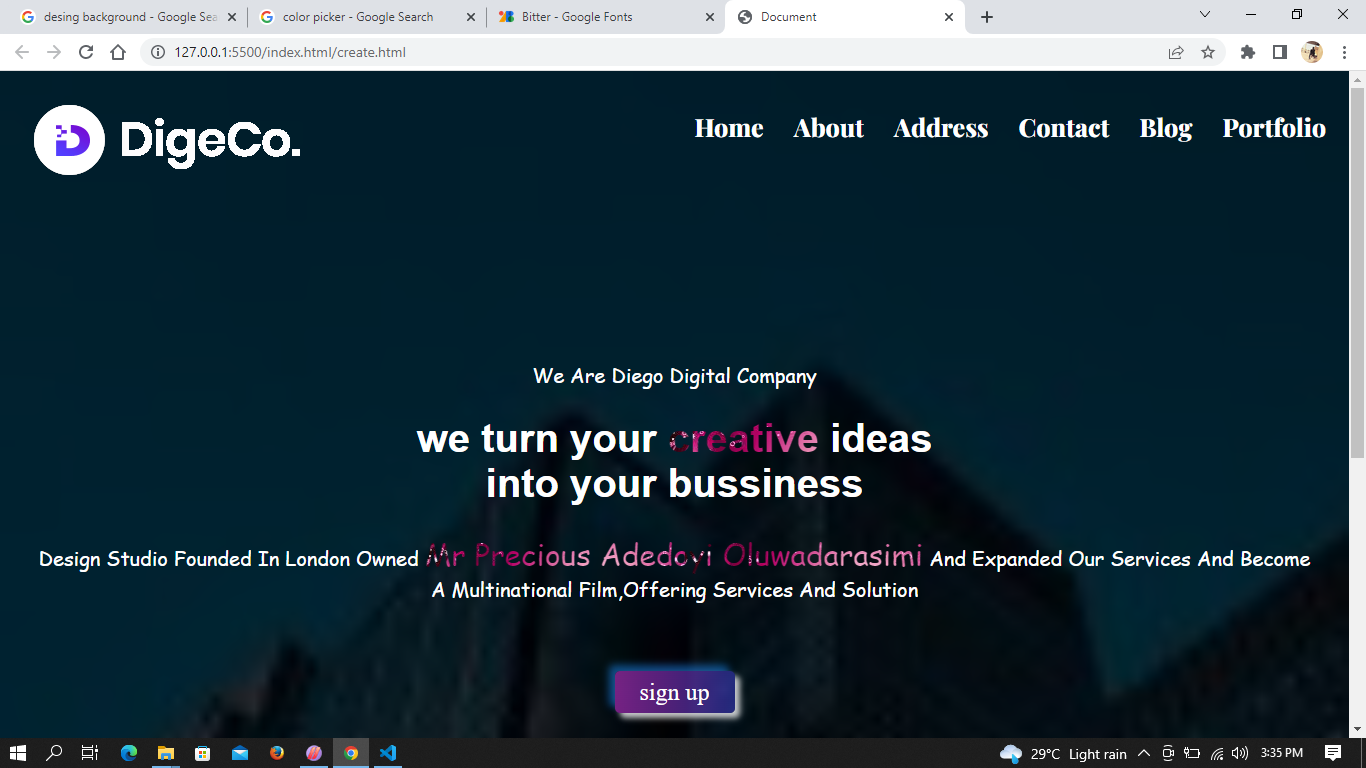 desing background - Google Sea
color picker - Google Search
Bitter - Google Fonts
Document
127.0.0.1:5500/index.html/create.html
DigeCo.
Home About Address Contact Blog Portfolio
We Are Diego Digital Company
we turn your creative ideas
into your bussiness
Design Studio Founded In London Owned Mr Precious Adedoyi Oluwadarasimi And Expanded Our Services And Become
A Multinational Film,Offering Services And Solution
sign up
29°C Light rain
3:35 PM